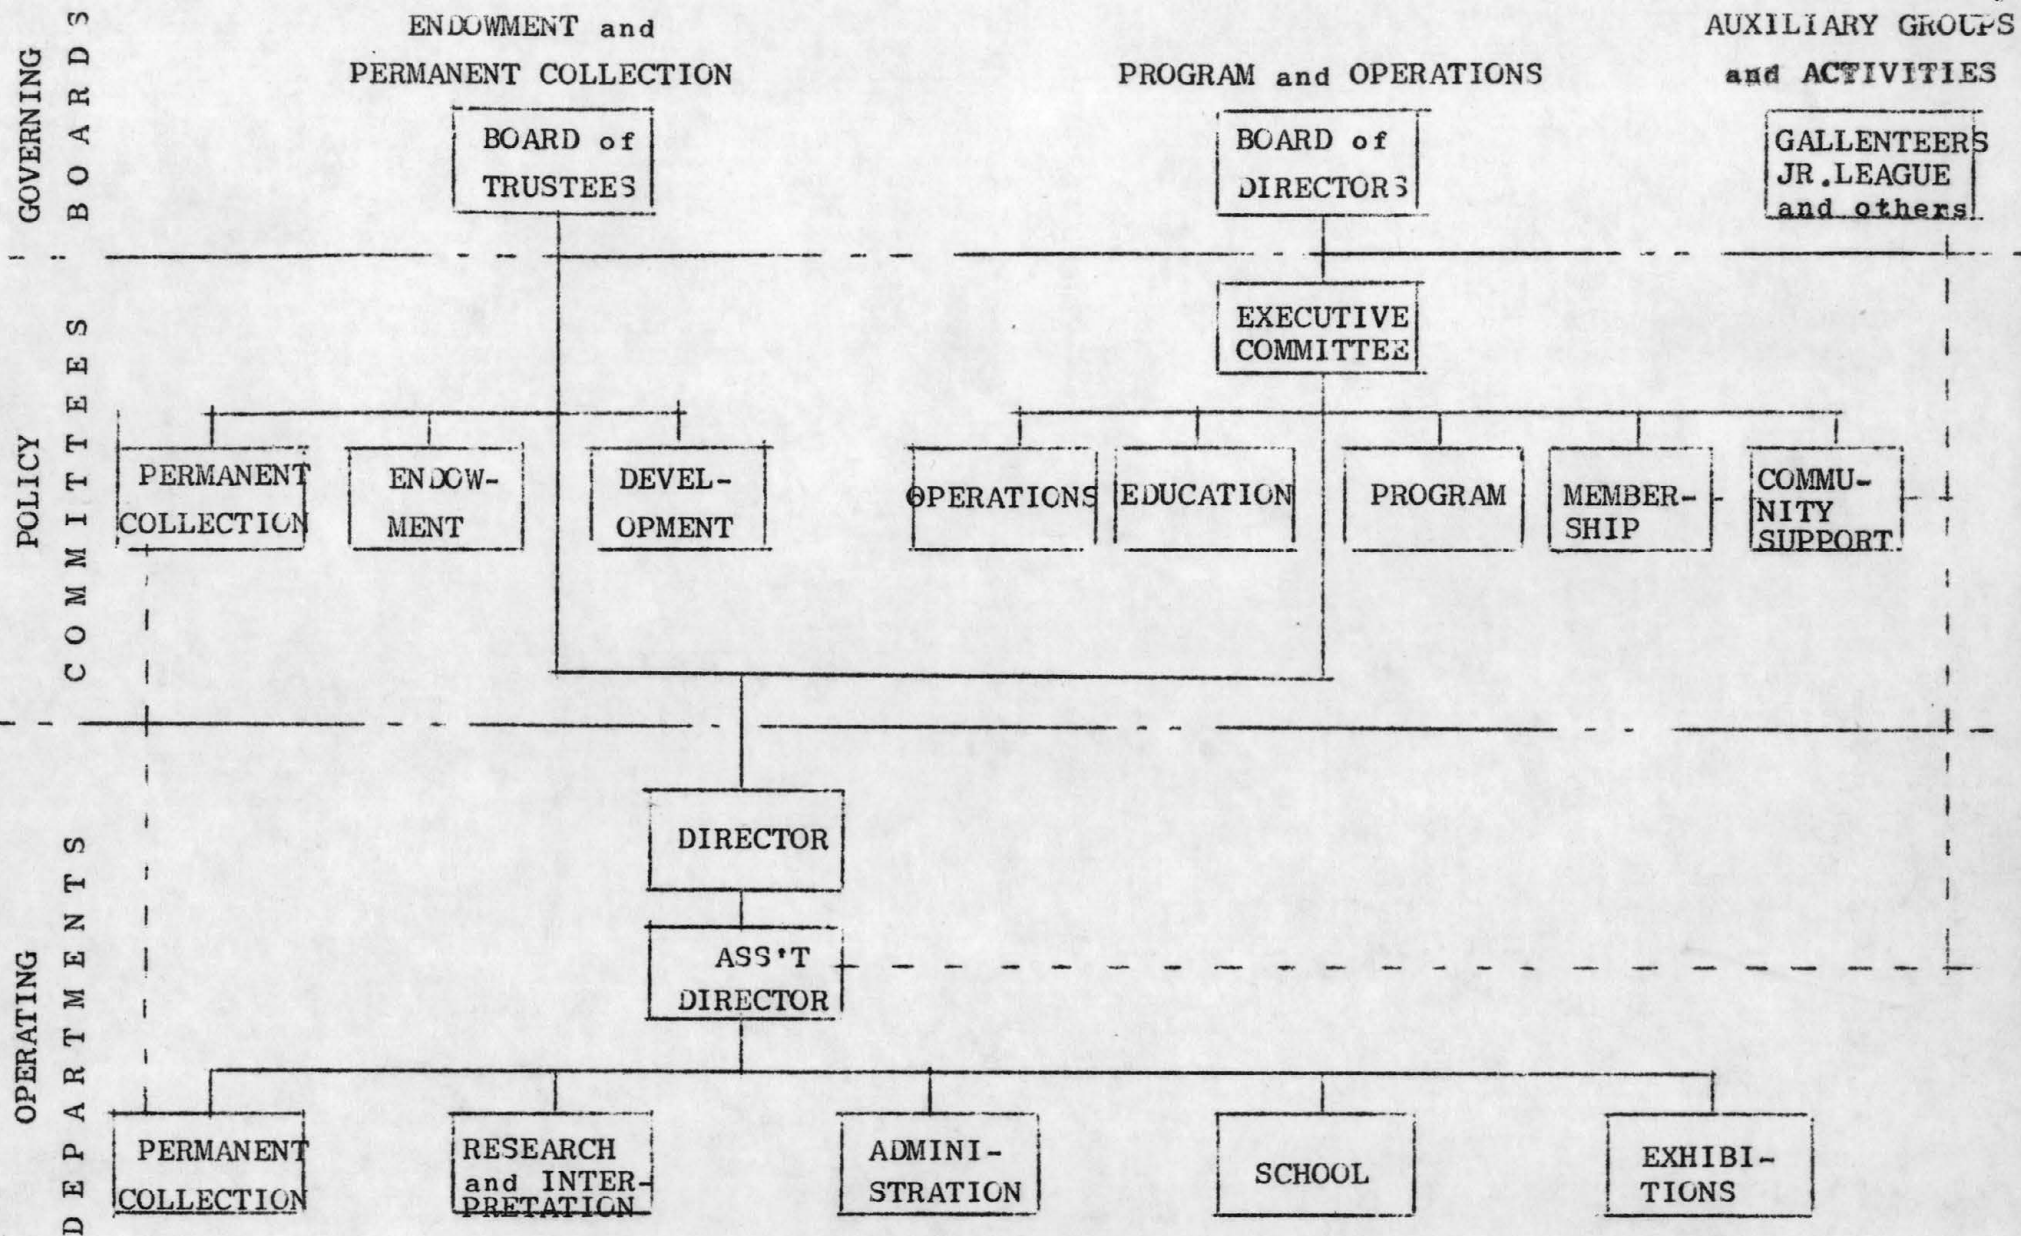 GOVERNING
BOARDS
ENDOWMENT and
PERMANENT COLLECTION
PROGRAM and OPERATIONS
AUXILIARY GROUPS
and ACTIVITIES
BOARD of
TRUSTEES
BOARD of
DIRECTORS
GALLENTEERS
JR.LEAGUE
and others
POLICY
COMMITTEES
EXECUTIVE
COMMITTEE
PERMANENT
COLLECTION
ENDOW-
MENT
DEVEL-
OPMENT
OPERATIONS
EDUCATION
PROGRAM
MEMBER-
SHIP
COMMU-
NITY
SUPPORT
OPERATING
DEPARTMENTS
DIRECTOR
ASS'T
DIRECTOR
PERMANENT
COLLECTION
RESEARCH
and INTER-
PRETATION
ADMINI-
STRATION
SCHOOL
EXHIBI-
TIONS